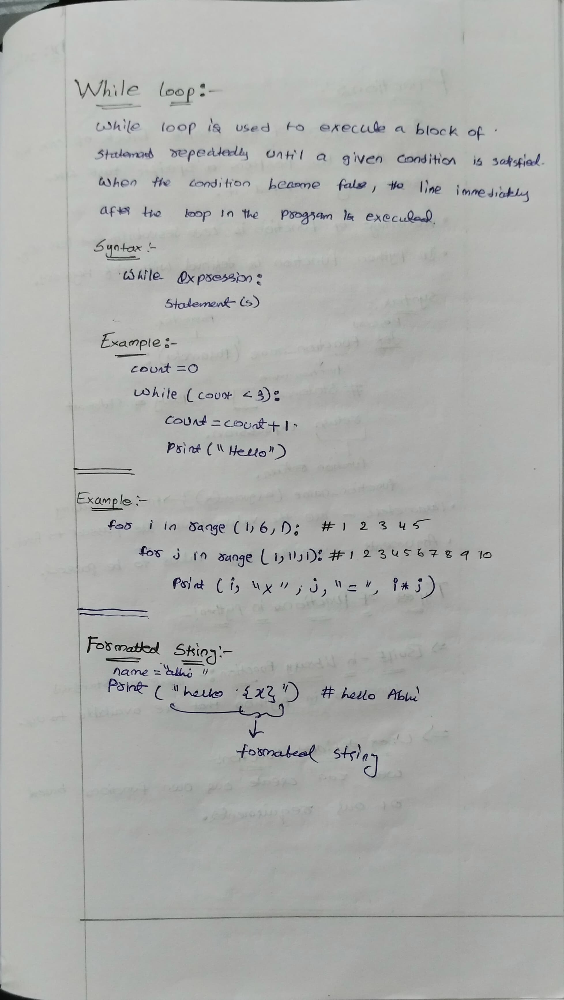 While loop:-
While loop is used to execute a block of
statements repeatedly until a given condition is satisfied.
When the condition become false, the line immediately
after the loop in the program is executed.
Syntax:-
While expression:
Statement (s)
Example:-
count = 0
while (count < 3):
count = count + 1
Print ("Hello")
Example:-
for i in range (1, 6, 1): # 1 2 3 4 5
for j in range (1, 11, 1): # 1 2 3 4 5 6 7 8 9 10
Print (i, "x", j, "=", i * j)
Formatted String:-
name = "abhi"
Print ("hello {x}") # hello Abhi
formated string